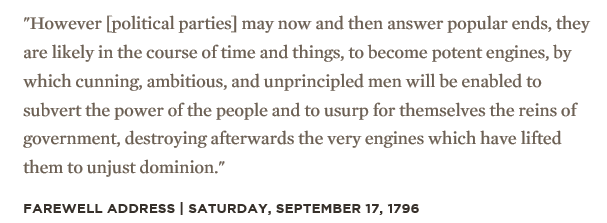 "However [political parties] may now and then answer popular ends, they
are likely in the course of time and things, to become potent engines, by
which cunning, ambitious, and unprincipled men will be enabled to
subvert the power of the people and to usurp for themselves the reins of
government, destroying afterwards the very engines which have lifted
them to unjust dominion."
FAREWELL ADDRESS | SATURDAY, SEPTEMBER 17, 1796